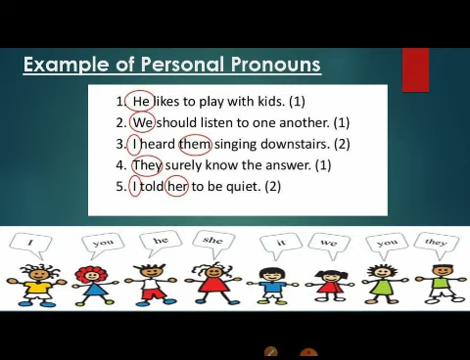 Example of Personal Pronouns
1. He likes to play with kids. (1)
2. We should listen to one another. (1)
3. I heard them singing downstairs. (2)
4. They surely know the answer. (1)
5. I told her to be quiet. (2)
I you he she it we you they